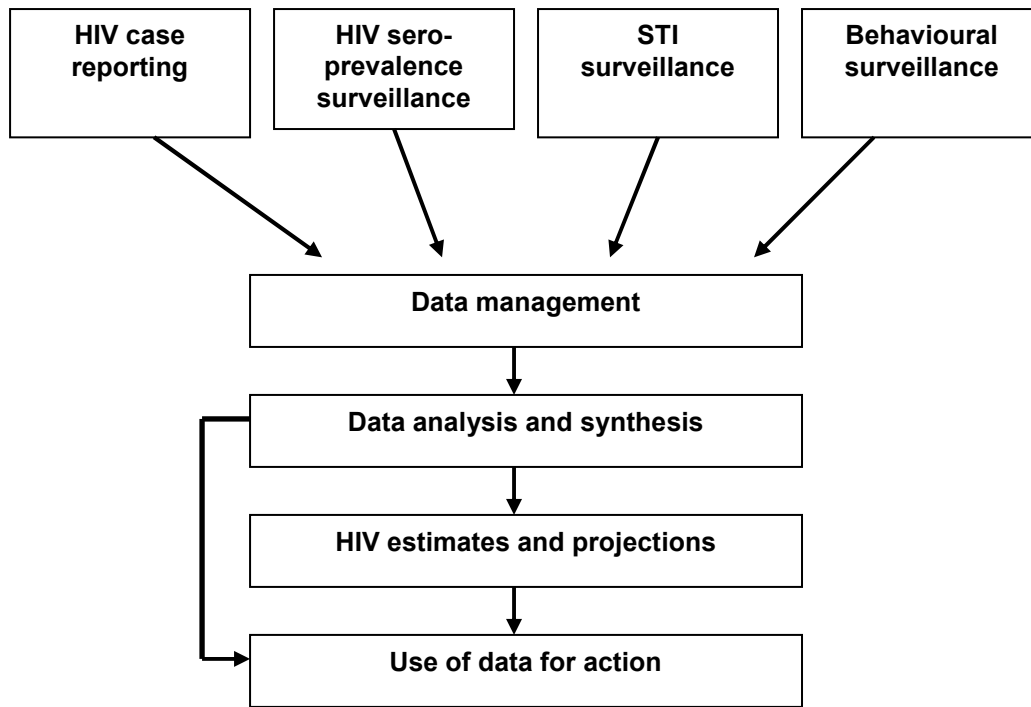 HIV case
reporting
HIV sero-
prevalence
surveillance
STI
surveillance
Behavioural
surveillance
Data management
Data analysis and synthesis
HIV estimates and projections
Use of data for action